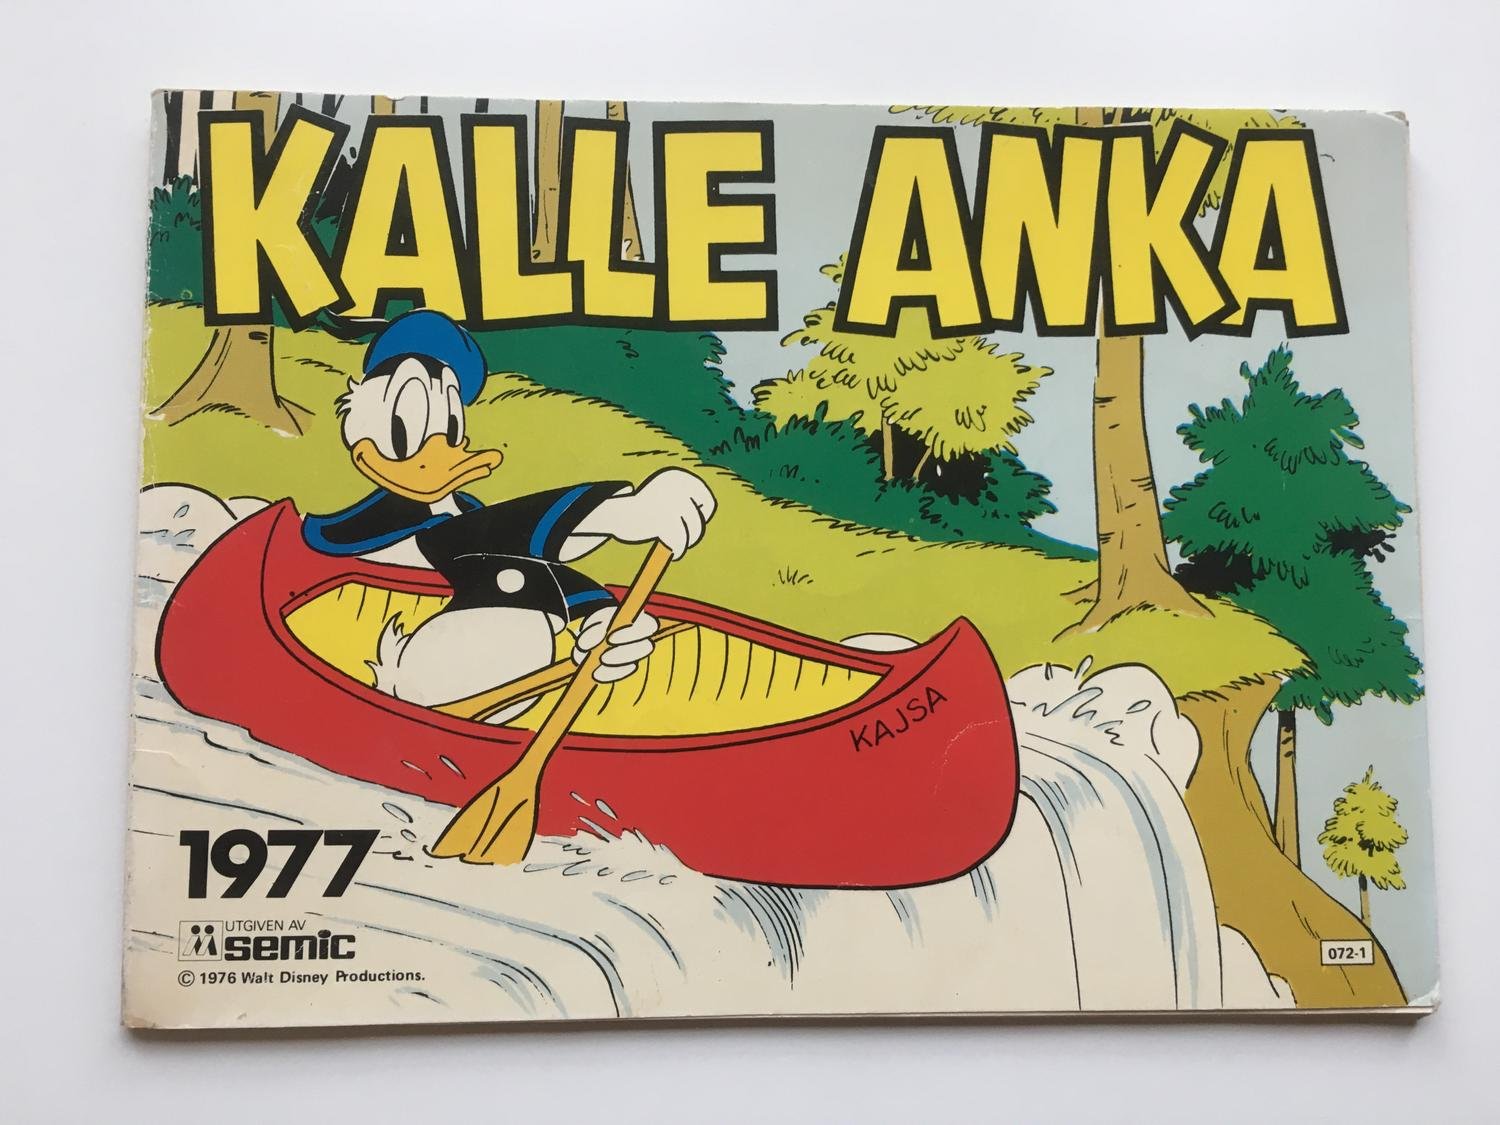 KALLE ANKA
KAJSA
1977
UTGIVEN AV
semic
© 1976 Walt Disney Productions.
072-1